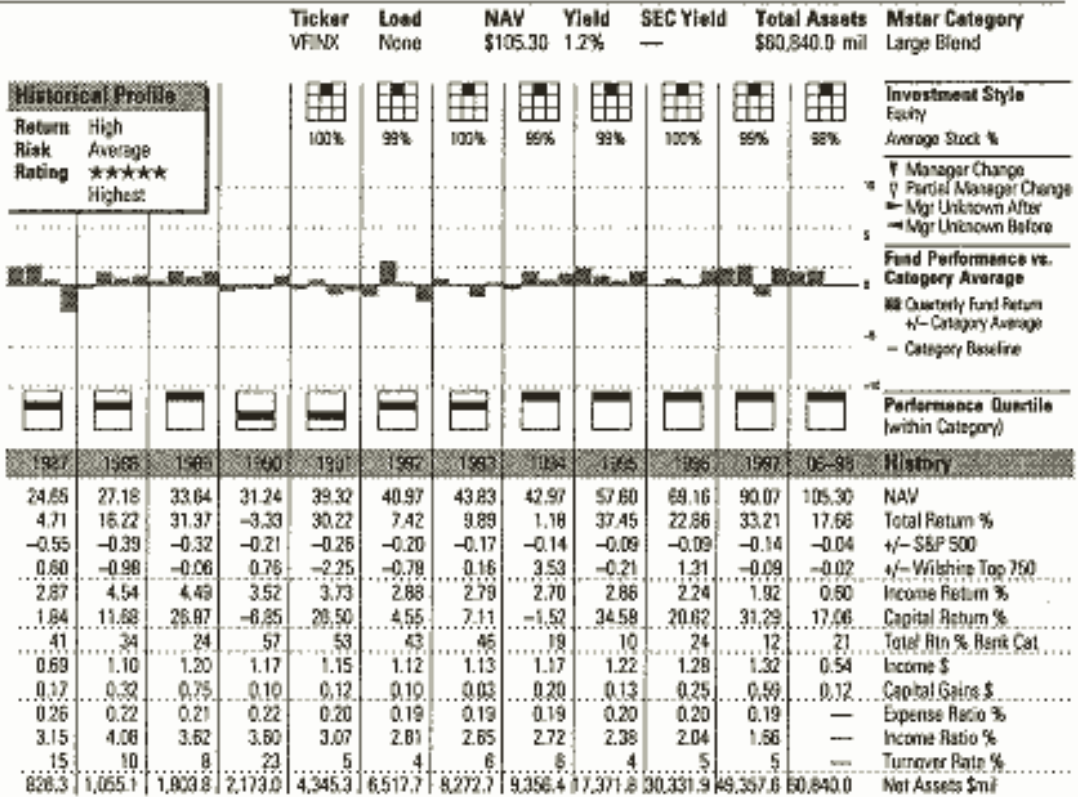 Ticker Load NAV Yield SEC Yield Total Assets Mstar Category
VFINX None $105.30 1.2% — $60,840.0 mil Large Blend
Historical Profile
Return High
Risk Average
Rating ★★★★★
Highest
Investment Style
Equity
100% 99% 100% 99% 99% 100% 99% 98% Average Stock %
Manager Change
Partial Manager Change
Mgr Unknown After
Mgr Unknown Before
10
5
0
-5
-10
Fund Performance vs.
Category Average
Quarterly Fund Return
+/– Category Average
– Category Baseline
Performance Quartile
(within Category)
1987 1988 1989 1990 1991 1992 1993 1994 1995 1996 1997 06–98 History
24.65 27.18 33.64 31.24 39.32 40.97 43.83 42.97 57.60 69.16 90.07 105.30 NAV
4.71 16.22 31.37 –3.33 30.22 7.42 9.89 1.18 37.45 22.86 33.21 17.66 Total Return %
–0.55 –0.39 –0.32 –0.21 –0.26 –0.20 –0.17 –0.14 –0.09 –0.09 –0.14 –0.04 +/– S&P 500
0.60 –0.98 –0.06 0.76 –2.25 –0.78 0.16 3.53 –0.21 1.31 –0.09 –0.02 +/– Wilshire Top 750
2.87 4.54 4.49 3.52 3.73 2.88 2.79 2.70 2.86 2.24 1.92 0.60 Income Return %
1.84 11.68 26.87 –6.85 26.50 4.55 7.11 –1.52 34.58 20.62 31.29 17.06 Capital Return %
41 34 24 57 53 43 46 19 10 24 12 21 Total Rtn % Rank Cat
0.69 1.10 1.20 1.17 1.15 1.12 1.13 1.17 1.22 1.28 1.32 0.54 Income $
0.17 0.32 0.75 0.10 0.12 0.10 0.03 0.20 0.13 0.25 0.59 0.12 Capital Gains $
0.26 0.22 0.21 0.22 0.20 0.19 0.19 0.19 0.20 0.20 0.19 — Expense Ratio %
3.15 4.08 3.62 3.60 3.07 2.81 2.65 2.72 2.38 2.04 1.66 — Income Ratio %
15 10 8 23 5 4 6 4 5 5 — Turnover Rate %
826.3 1,055.1 1,803.8 2,173.0 4,345.3 6,517.7 8,272.7 9,356.4 17,371.8 30,331.9 49,357.6 60,840.0 Net Assets $mil